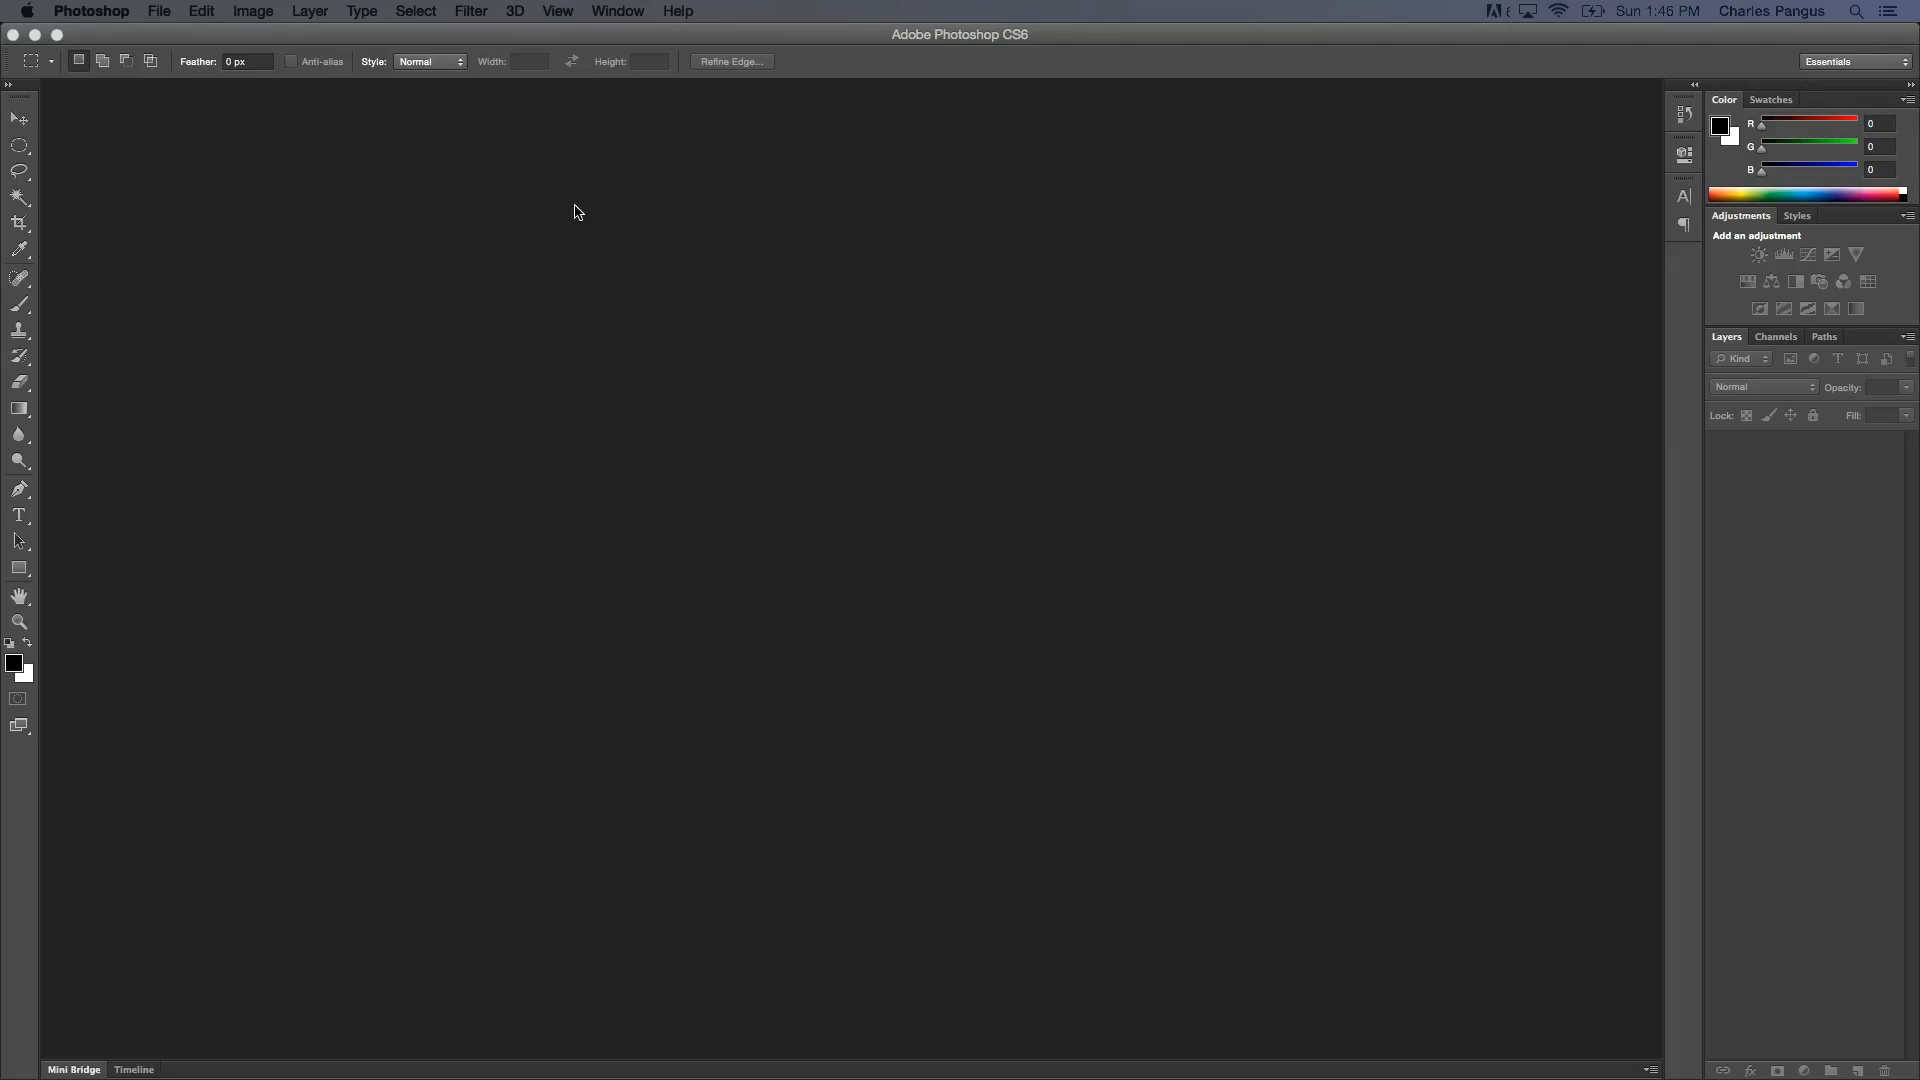 Photoshop File Edit Image Layer Type Select Filter 3D View Window Help Sun 1:46 PM Charles Pangus
Adobe Photoshop CS6
Feather: 0 px Anti-alias Style: Normal Width: Height: Refine Edge... Essentials
Color Swatches
R 0
G 0
B 0
Adjustments Styles
Add an adjustment
Layers Channels Paths
Kind
Normal Opacity:
Lock: Fill:
Mini Bridge Timeline